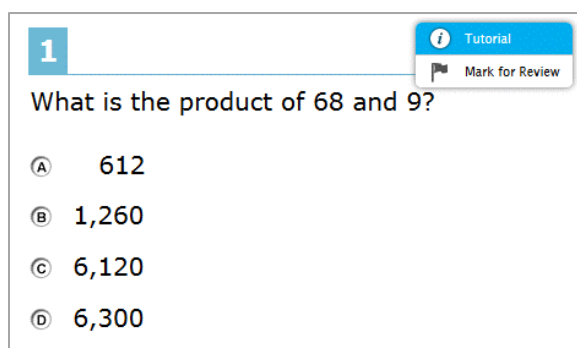 1
Tutorial
Mark for Review
What is the product of 68 and 9?
A 612
B 1,260
C 6,120
D 6,300